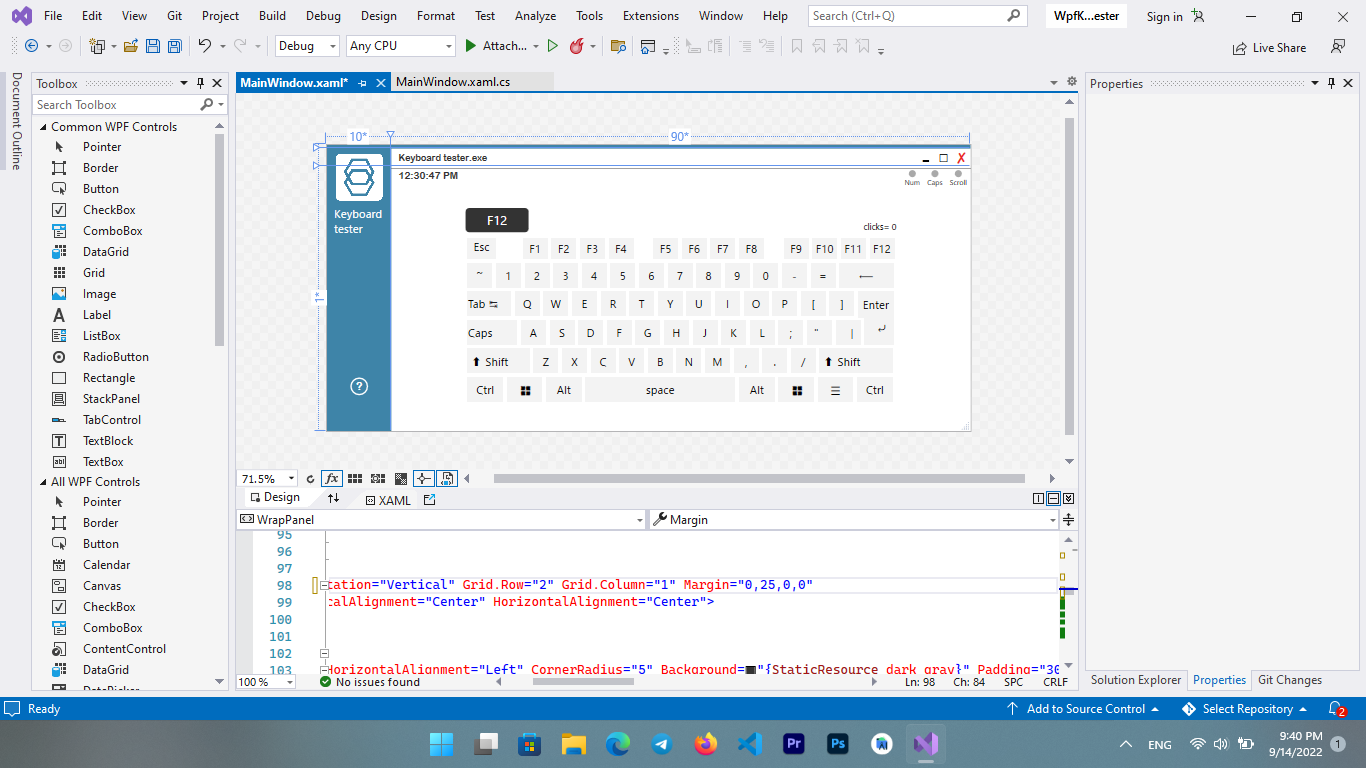 File Edit View Git Project Build Debug Design Format Test Analyze Tools Extensions Window Help Search (Ctrl+Q) WpfK...ester Sign in
Debug Any CPU Attach... Live Share
Document Outline
Toolbox
Search Toolbox
Common WPF Controls
Pointer
Border
Button
CheckBox
ComboBox
DataGrid
Grid
Image
Label
ListBox
RadioButton
Rectangle
StackPanel
TabControl
TextBlock
TextBox
All WPF Controls
Pointer
Border
Button
Calendar
Canvas
CheckBox
ComboBox
ContentControl
DataGrid
DatePicker
MainWindow.xaml* MainWindow.xaml.cs
10* 90*
1*
Keyboard tester
Keyboard tester.exe
12:30:47 PM
Num Caps Scroll
F12
clicks= 0
Esc F1 F2 F3 F4 F5 F6 F7 F8 F9 F10 F11 F12
~ 1 2 3 4 5 6 7 8 9 0 - = ⟵
Tab ⇆ Q W E R T Y U I O P [ ] Enter
Caps A S D F G H J K L ; " | ⤶
⬆ Shift Z X C V B N M , . / ⬆ Shift
Ctrl Alt space Alt ☰ Ctrl
71.5% fx
Design XAML
WrapPanel Margin
95
96
97
98 tation="Vertical" Grid.Row="2" Grid.Column="1" Margin="0,25,0,0"
99 calAlignment="Center" HorizontalAlignment="Center">
100
101
102
103 HorizontalAlignment="Left" CornerRadius="5" Background="{StaticResource dark gray}" Padding="30
100 % No issues found Ln: 98 Ch: 84 SPC CRLF
Properties
Solution Explorer Properties Git Changes
Ready Add to Source Control Select Repository 2
Pr Ps ENG 9:40 PM
9/14/2022 1